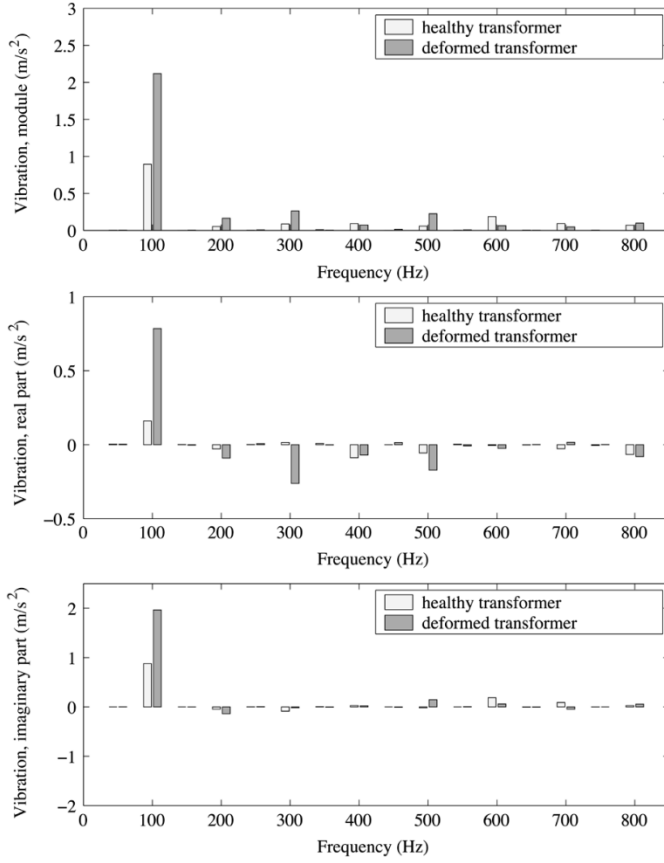 3
2.5
2
1.5
1
0.5
0
Vibration, module (m/s²)
healthy transformer
deformed transformer
0 100 200 300 400 500 600 700 800
Frequency (Hz)
1
0.5
0
−0.5
Vibration, real part (m/s²)
healthy transformer
deformed transformer
0 100 200 300 400 500 600 700 800
Frequency (Hz)
2
1
0
−1
−2
Vibration, imaginary part (m/s²)
healthy transformer
deformed transformer
0 100 200 300 400 500 600 700 800
Frequency (Hz)